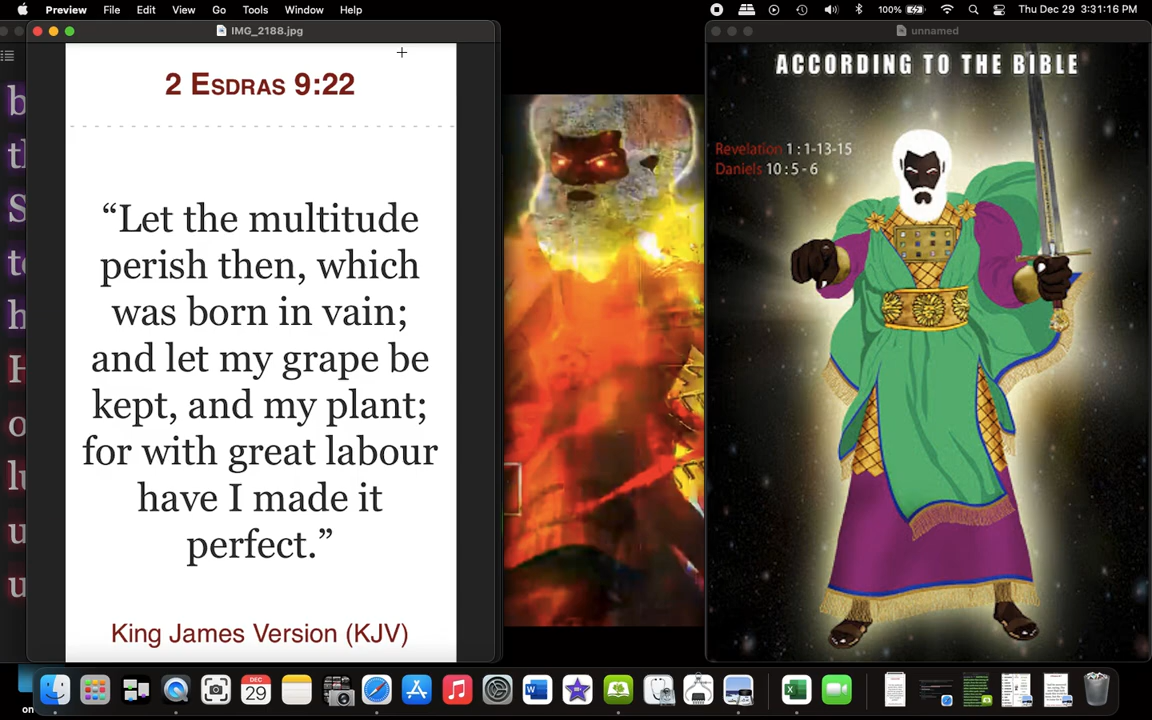 Preview File Edit View Go Tools Window Help 100% Thu Dec 29 3:31:16 PM
IMG_2188.jpg
2 Esdras 9:22
“Let the multitude
perish then, which
was born in vain;
and let my grape be
kept, and my plant;
for with great labour
have I made it
perfect.”
King James Version (KJV)
unnamed
ACCORDING TO THE BIBLE
Revelation 1 : 1-13-15
Daniels 10 : 5 - 6
DEC
29
on